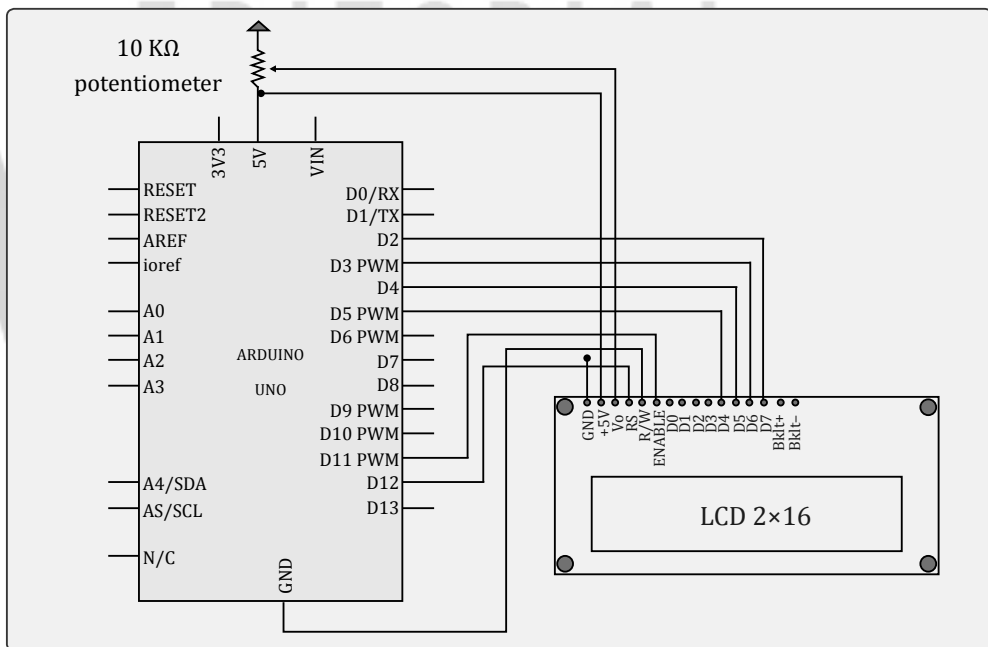 EDITORIAL
10 KΩ
potentiometer
3V3
5V
VIN
RESET
RESET2
AREF
ioref
A0
A1
A2
A3
A4/SDA
AS/SCL
N/C
ARDUINO
UNO
D0/RX
D1/TX
D2
D3 PWM
D4
D5 PWM
D6 PWM
D7
D8
D9 PWM
D10 PWM
D11 PWM
D12
D13
GND
GND
+5V
Vo
RS
R/W
ENABLE
D0
D1
D2
D3
D4
D5
D6
D7
Bklt+
Bklt−
LCD 2×16